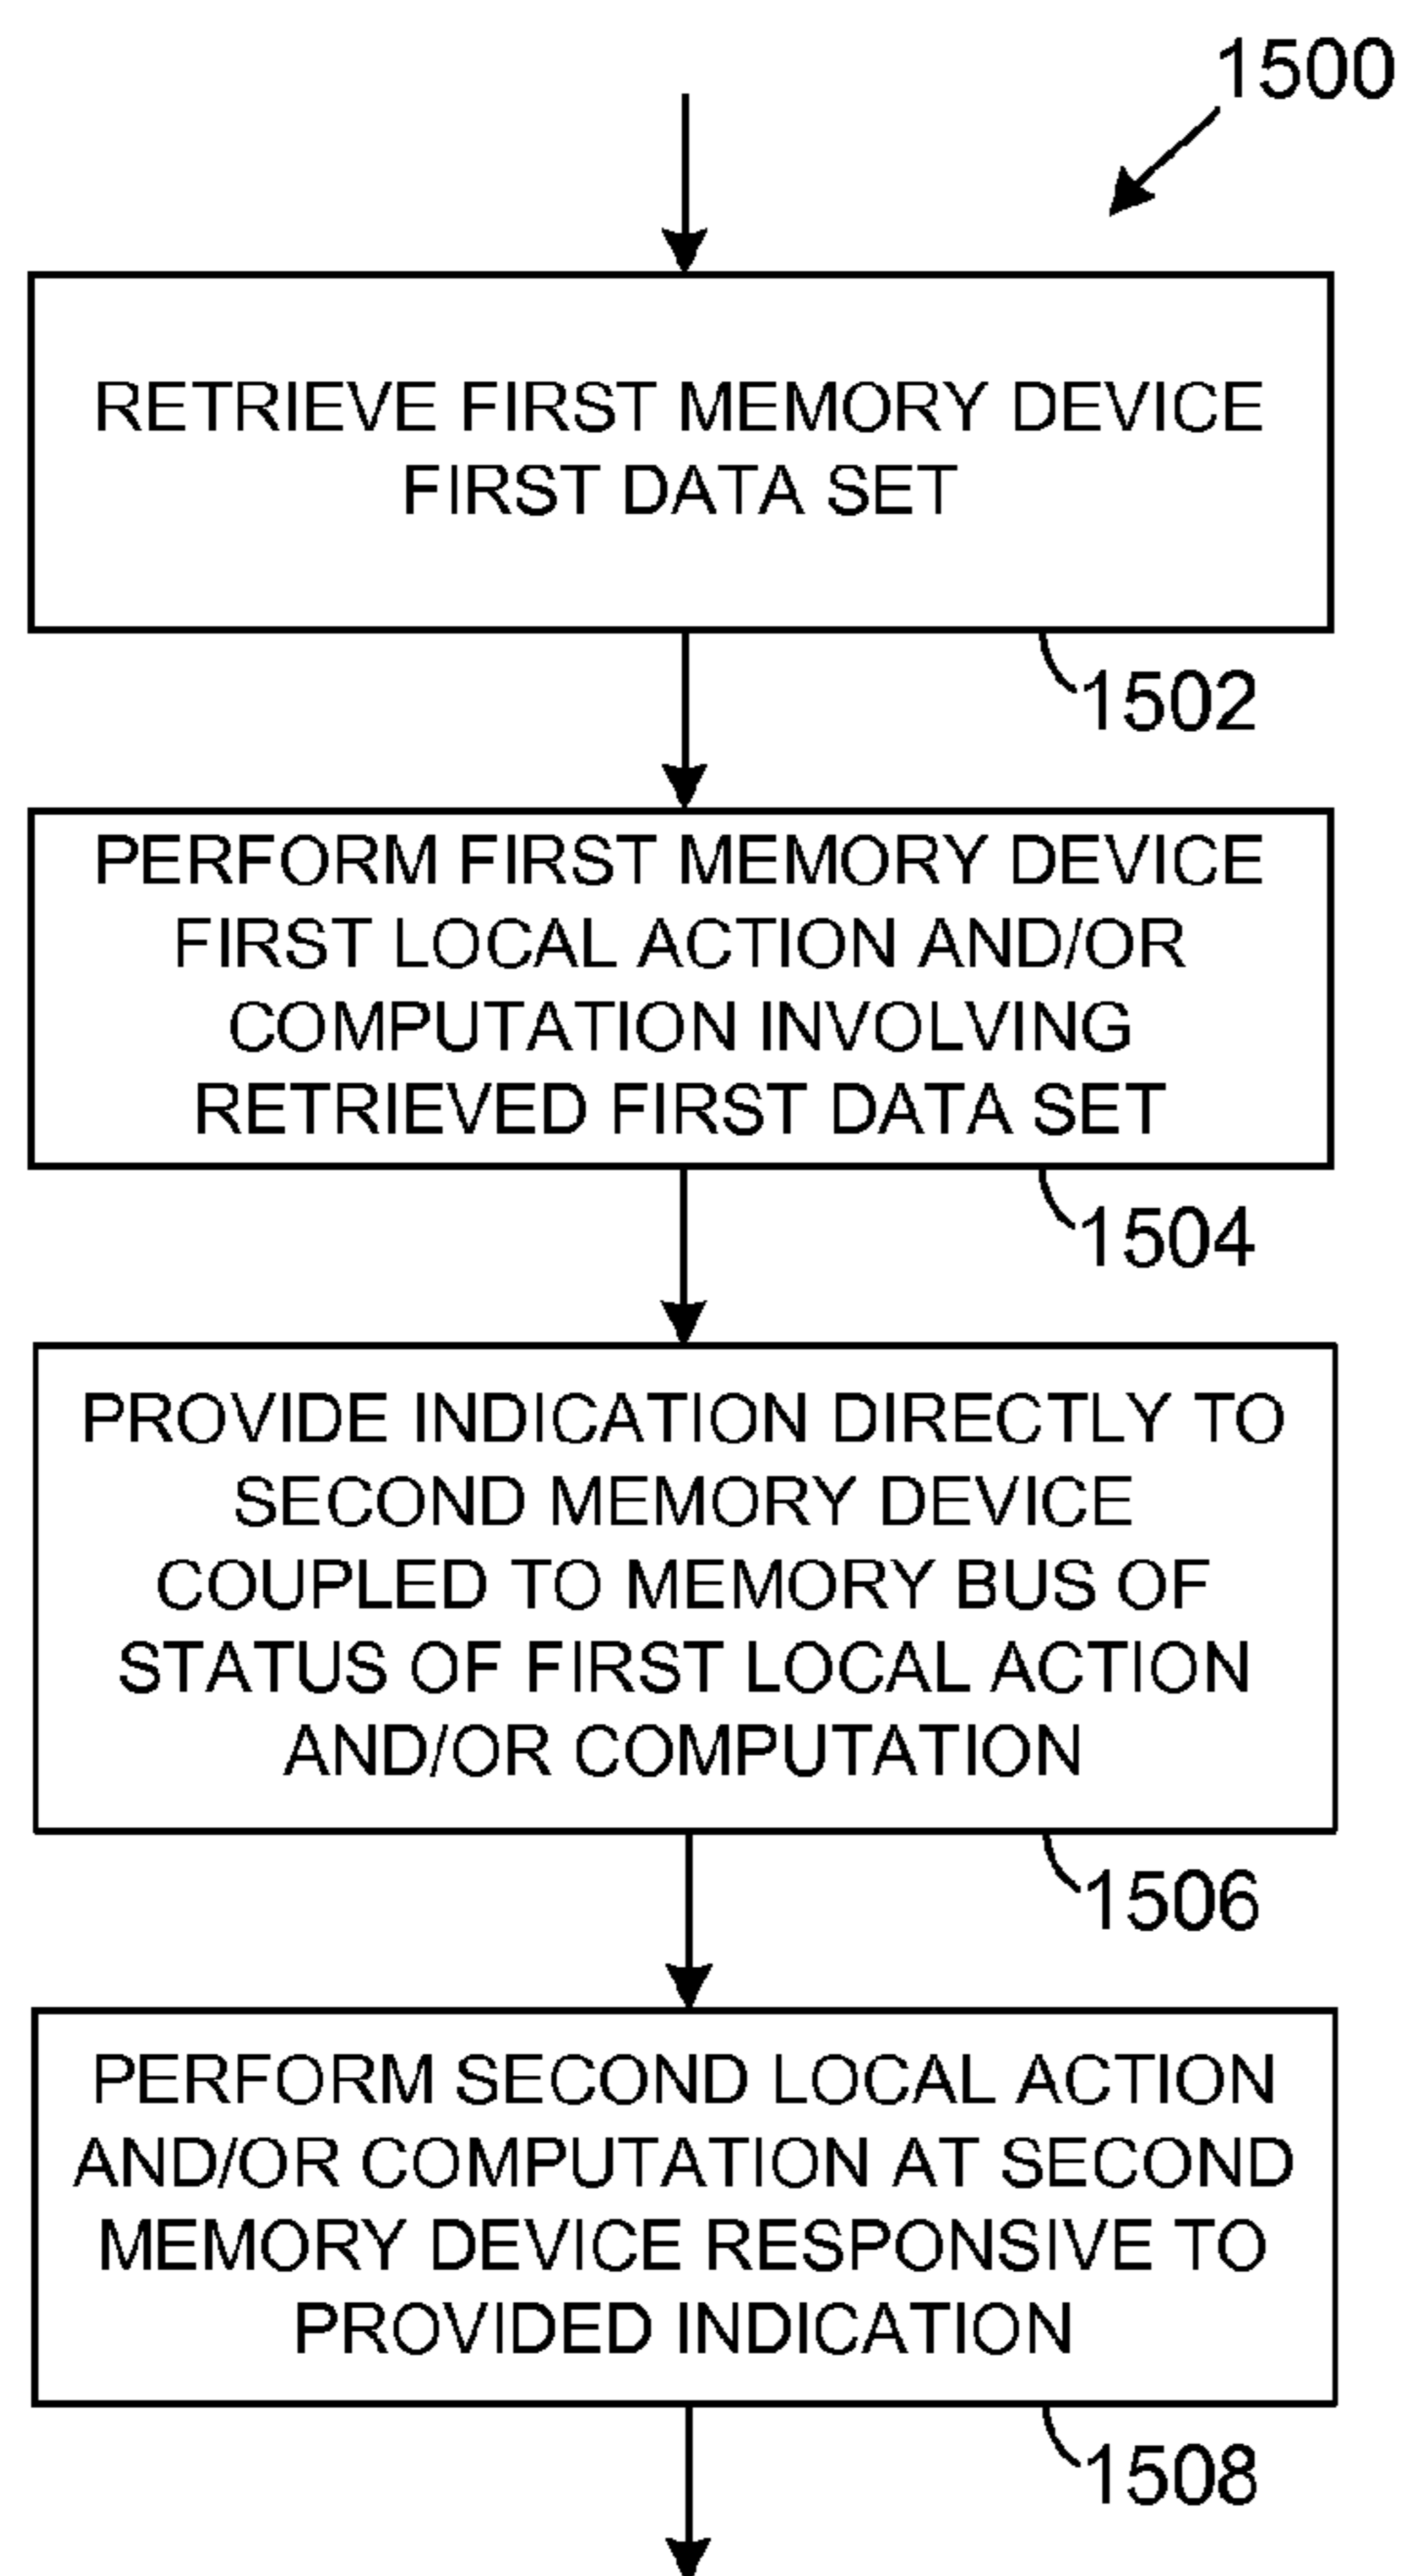 1500
RETRIEVE FIRST MEMORY DEVICE
FIRST DATA SET
1502
PERFORM FIRST MEMORY DEVICE
FIRST LOCAL ACTION AND/OR
COMPUTATION INVOLVING
RETRIEVED FIRST DATA SET
1504
PROVIDE INDICATION DIRECTLY TO
SECOND MEMORY DEVICE
COUPLED TO MEMORY BUS OF
STATUS OF FIRST LOCAL ACTION
AND/OR COMPUTATION
1506
PERFORM SECOND LOCAL ACTION
AND/OR COMPUTATION AT SECOND
MEMORY DEVICE RESPONSIVE TO
PROVIDED INDICATION
1508